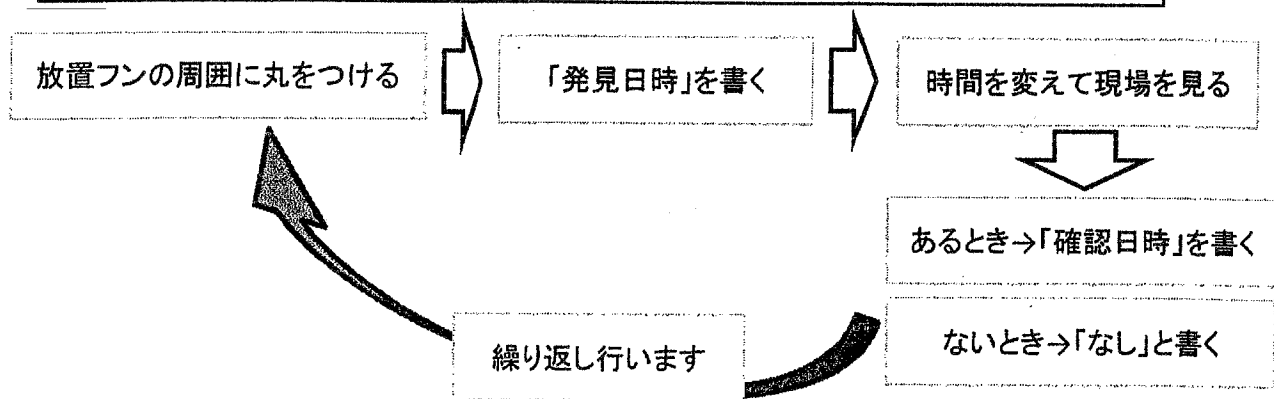 放置フンの周囲に丸をつける
「発見日時」を書く
時間を変えて現場を見る
あるとき→「確認日時」を書く
ないとき→「なし」と書く
繰り返し行います